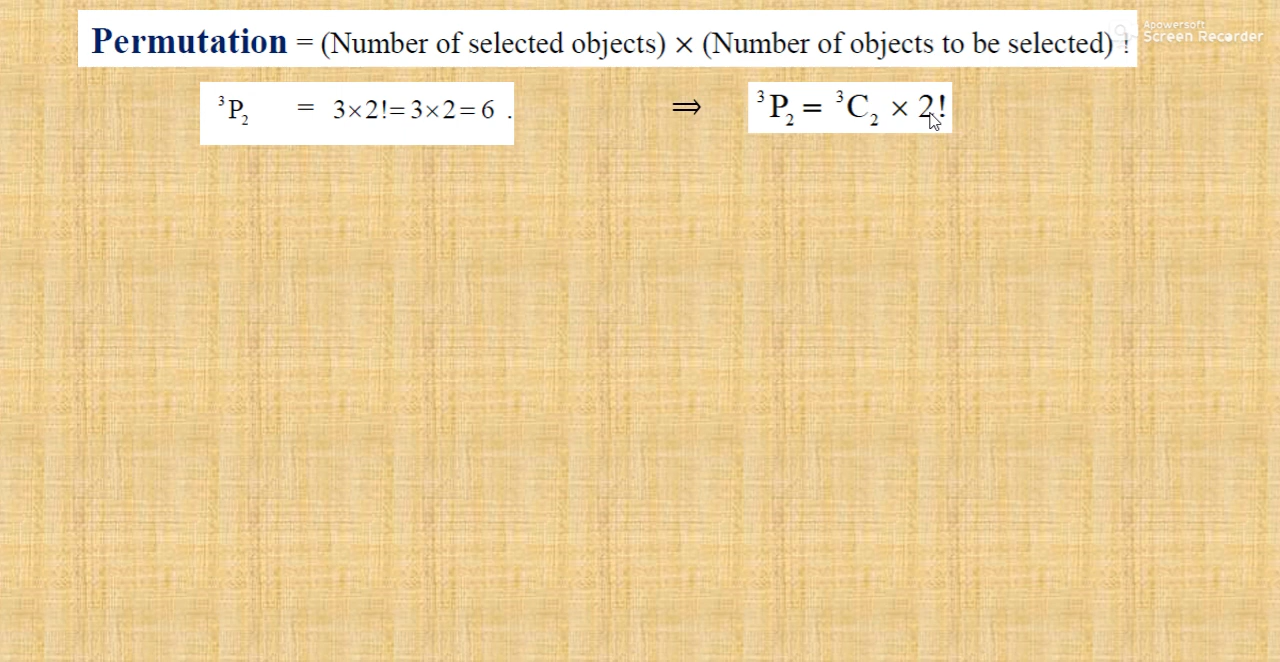 Permutation = (Number of selected objects) × (Number of objects to be selected) !
Apowersoft
Screen Recorder
³P₂ = 3×2!=3×2=6 . ⇒ ³P₂ = ³C₂ × 2!